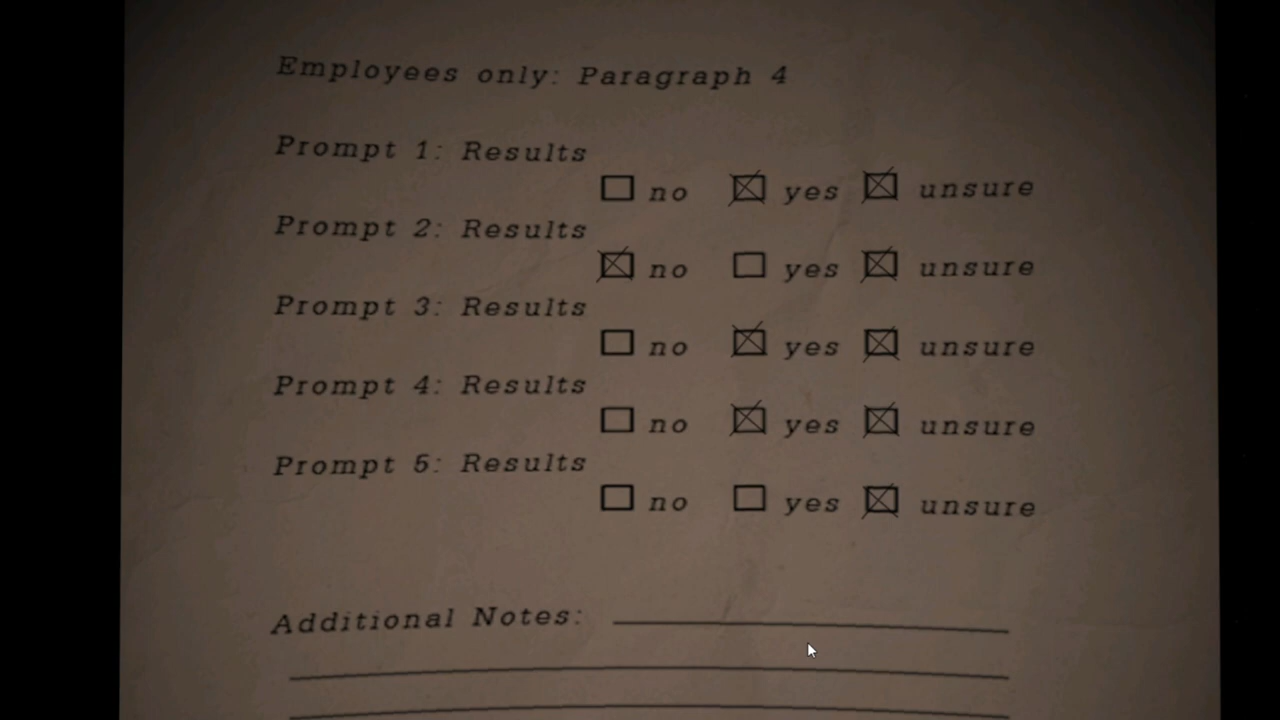 Employees only: Paragraph 4
Prompt 1: Results
no yes unsure
Prompt 2: Results
no yes unsure
Prompt 3: Results
no yes unsure
Prompt 4: Results
no yes unsure
Prompt 5: Results
no yes unsure
Additional Notes: